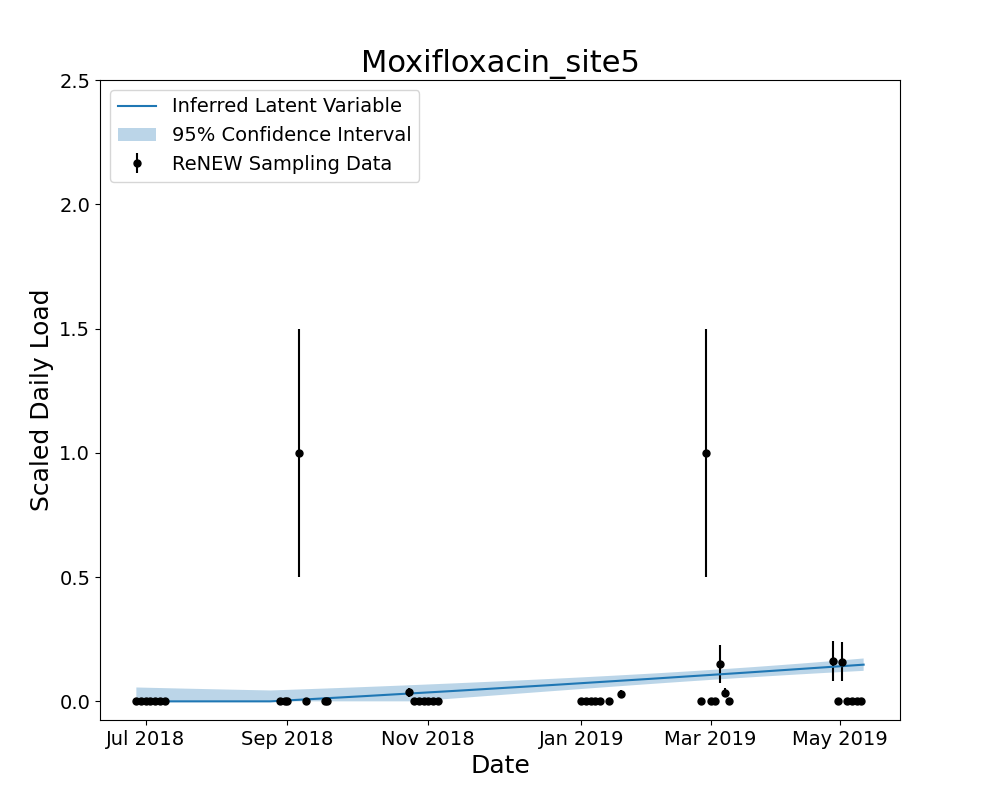 Moxifloxacin_site5
Inferred Latent Variable
95% Confidence Interval
ReNEW Sampling Data
Scaled Daily Load
2.5
2.0
1.5
1.0
0.5
0.0
Jul 2018 Sep 2018 Nov 2018 Jan 2019 Mar 2019 May 2019
Date